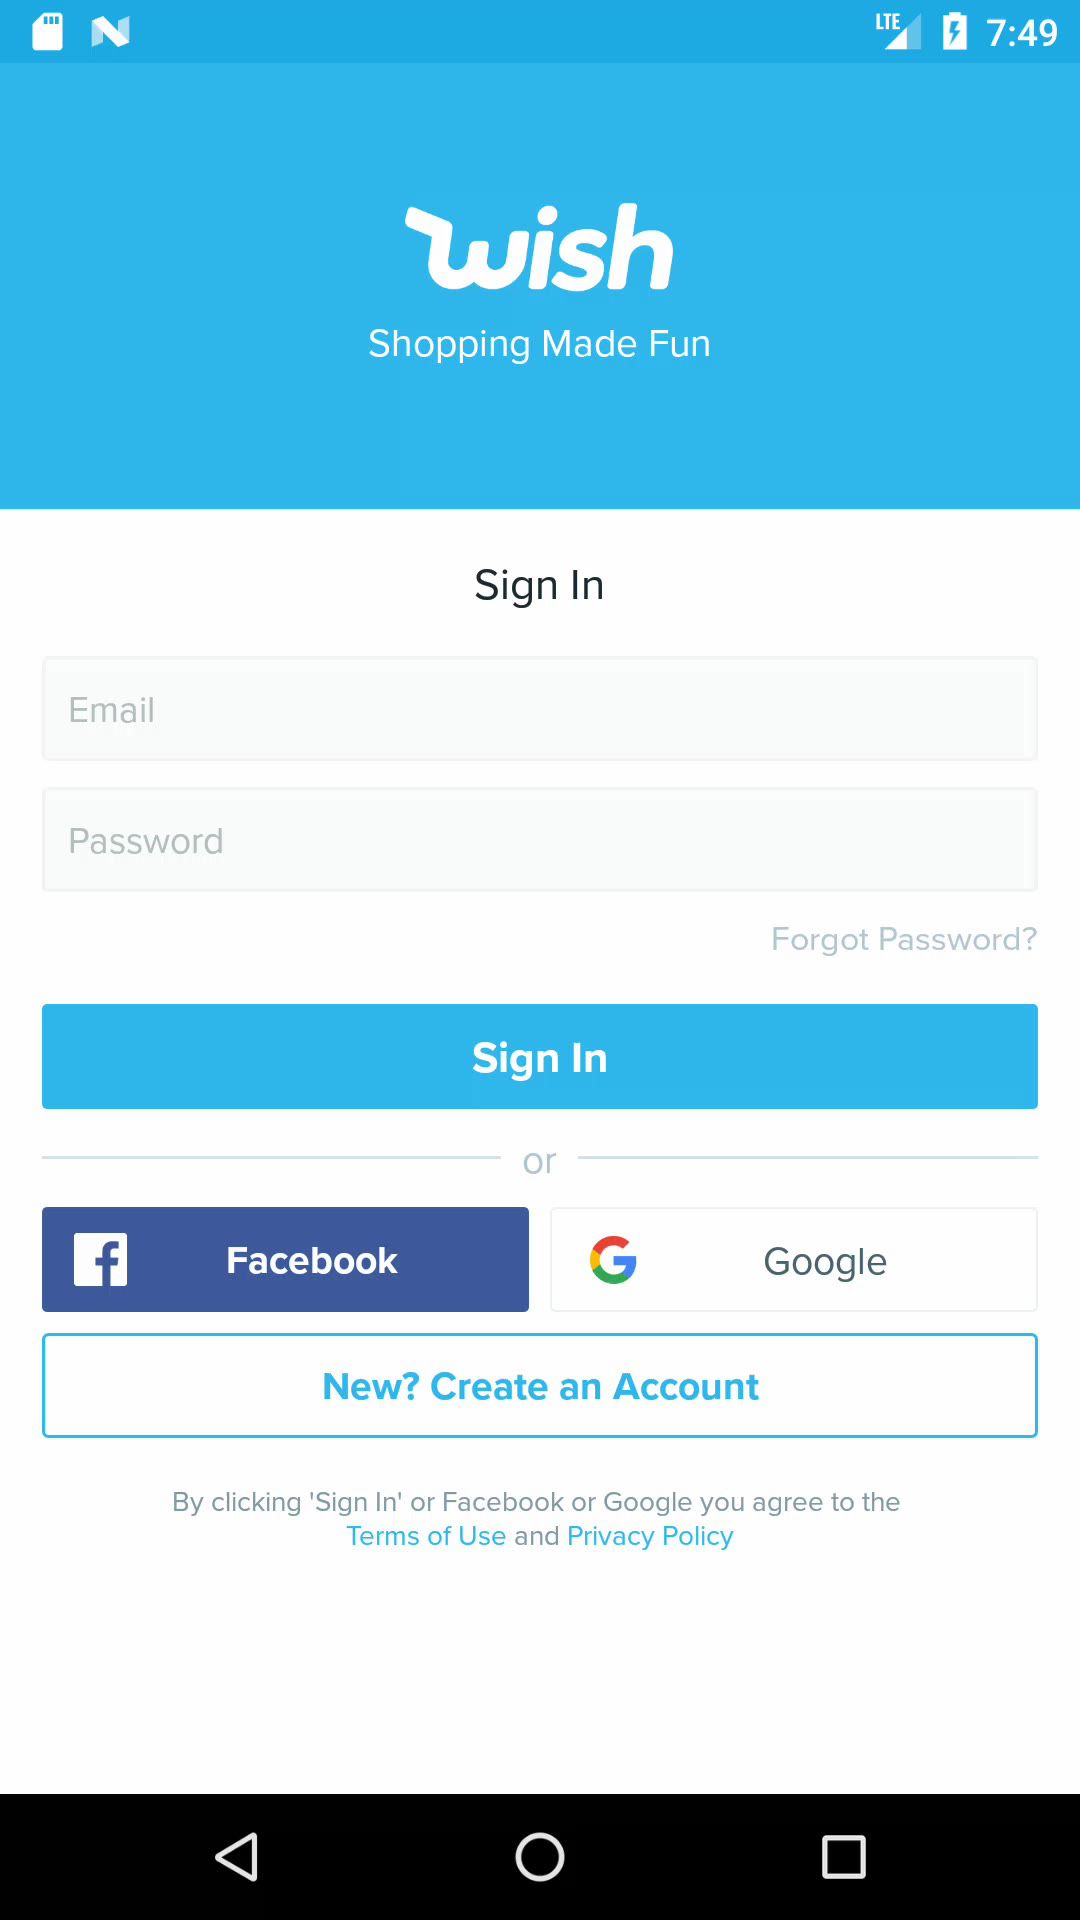 LTE 7:49
wish
Shopping Made Fun
Sign In
Email
Password
Forgot Password?
Sign In
or
Facebook
Google
New? Create an Account
By clicking 'Sign In' or Facebook or Google you agree to the
Terms of Use and Privacy Policy